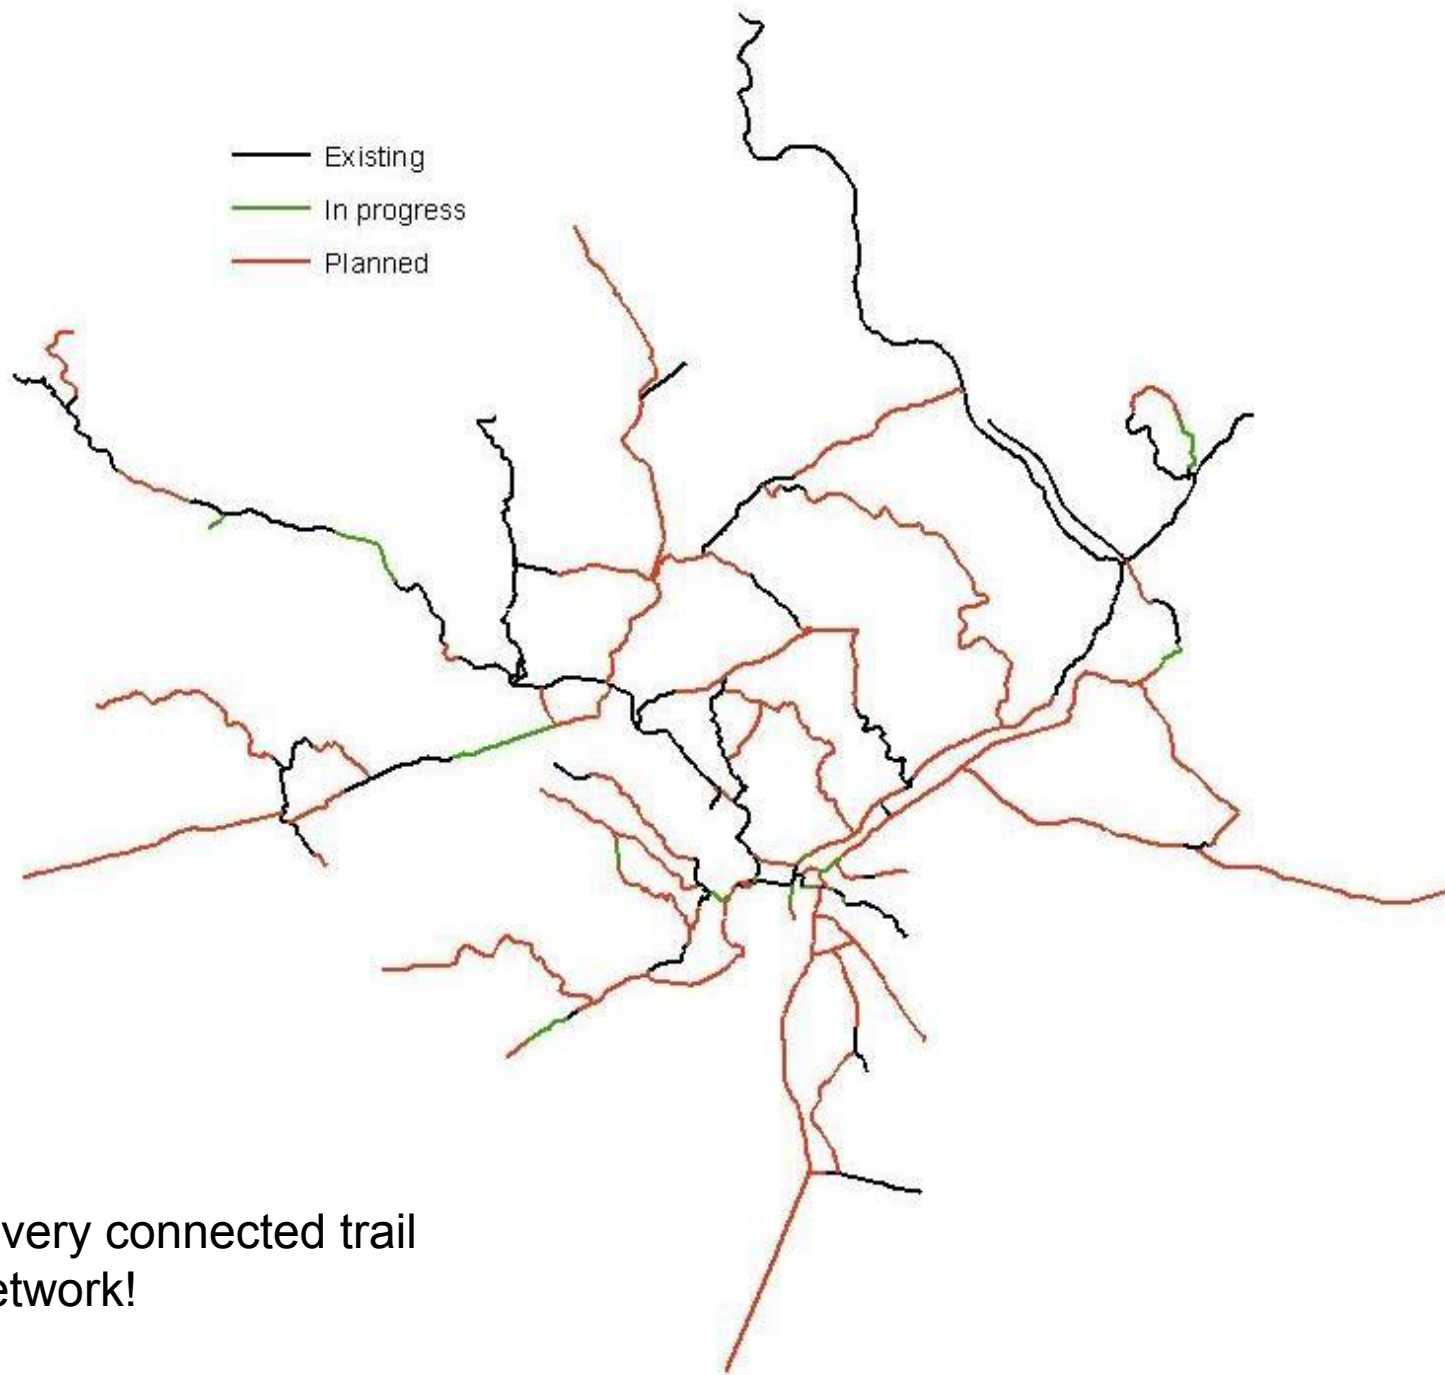 Existing
In progress
Planned
very connected trail
etwork!